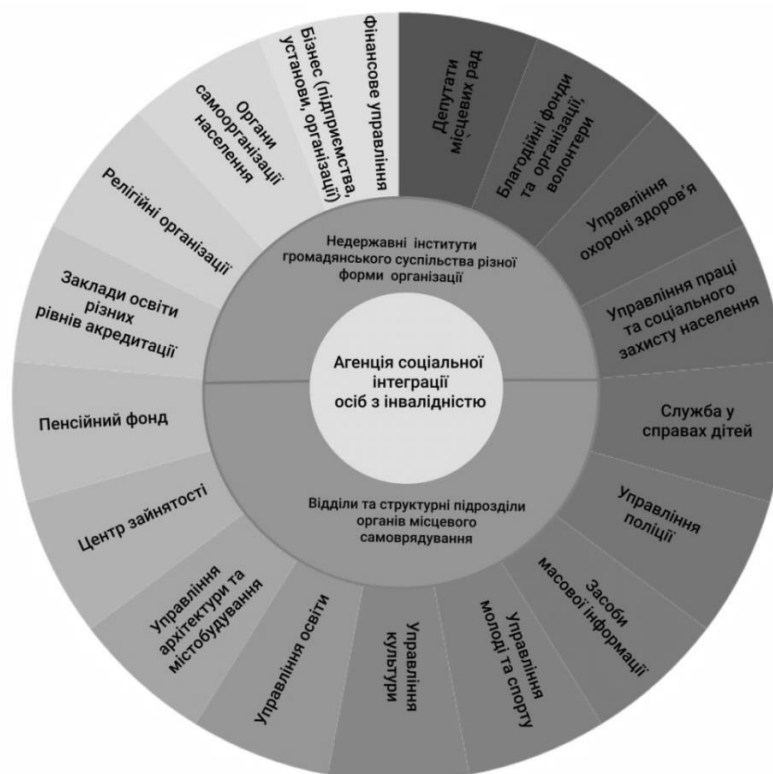 Депутати
місцевих рад
Благодійні фонди
та організації,
волонтери
Управління
охороні здоров'я
Управління праці
та соціального
захисту населення
Служба у
справах дітей
Управління
поліції
Засоби
масової інформації
Управління
молоді та спорту
Управління
культури
Управління освіти
Управління
архітектури та
містобудування
Центр зайнятості
Пенсійний фонд
Заклади освіти
різних
рівнів акредитації
Релігійні організації
Органи
самоорганізації
населення
Бізнес (підприємства,
установи, організації)
Фінансове управління
Недержавні інститути
громадянського суспільства різної
форми організації
Агенція соціальної
інтеграції
осіб з інвалідністю
Відділи та структурні підрозділи
органів місцевого
самоврядування